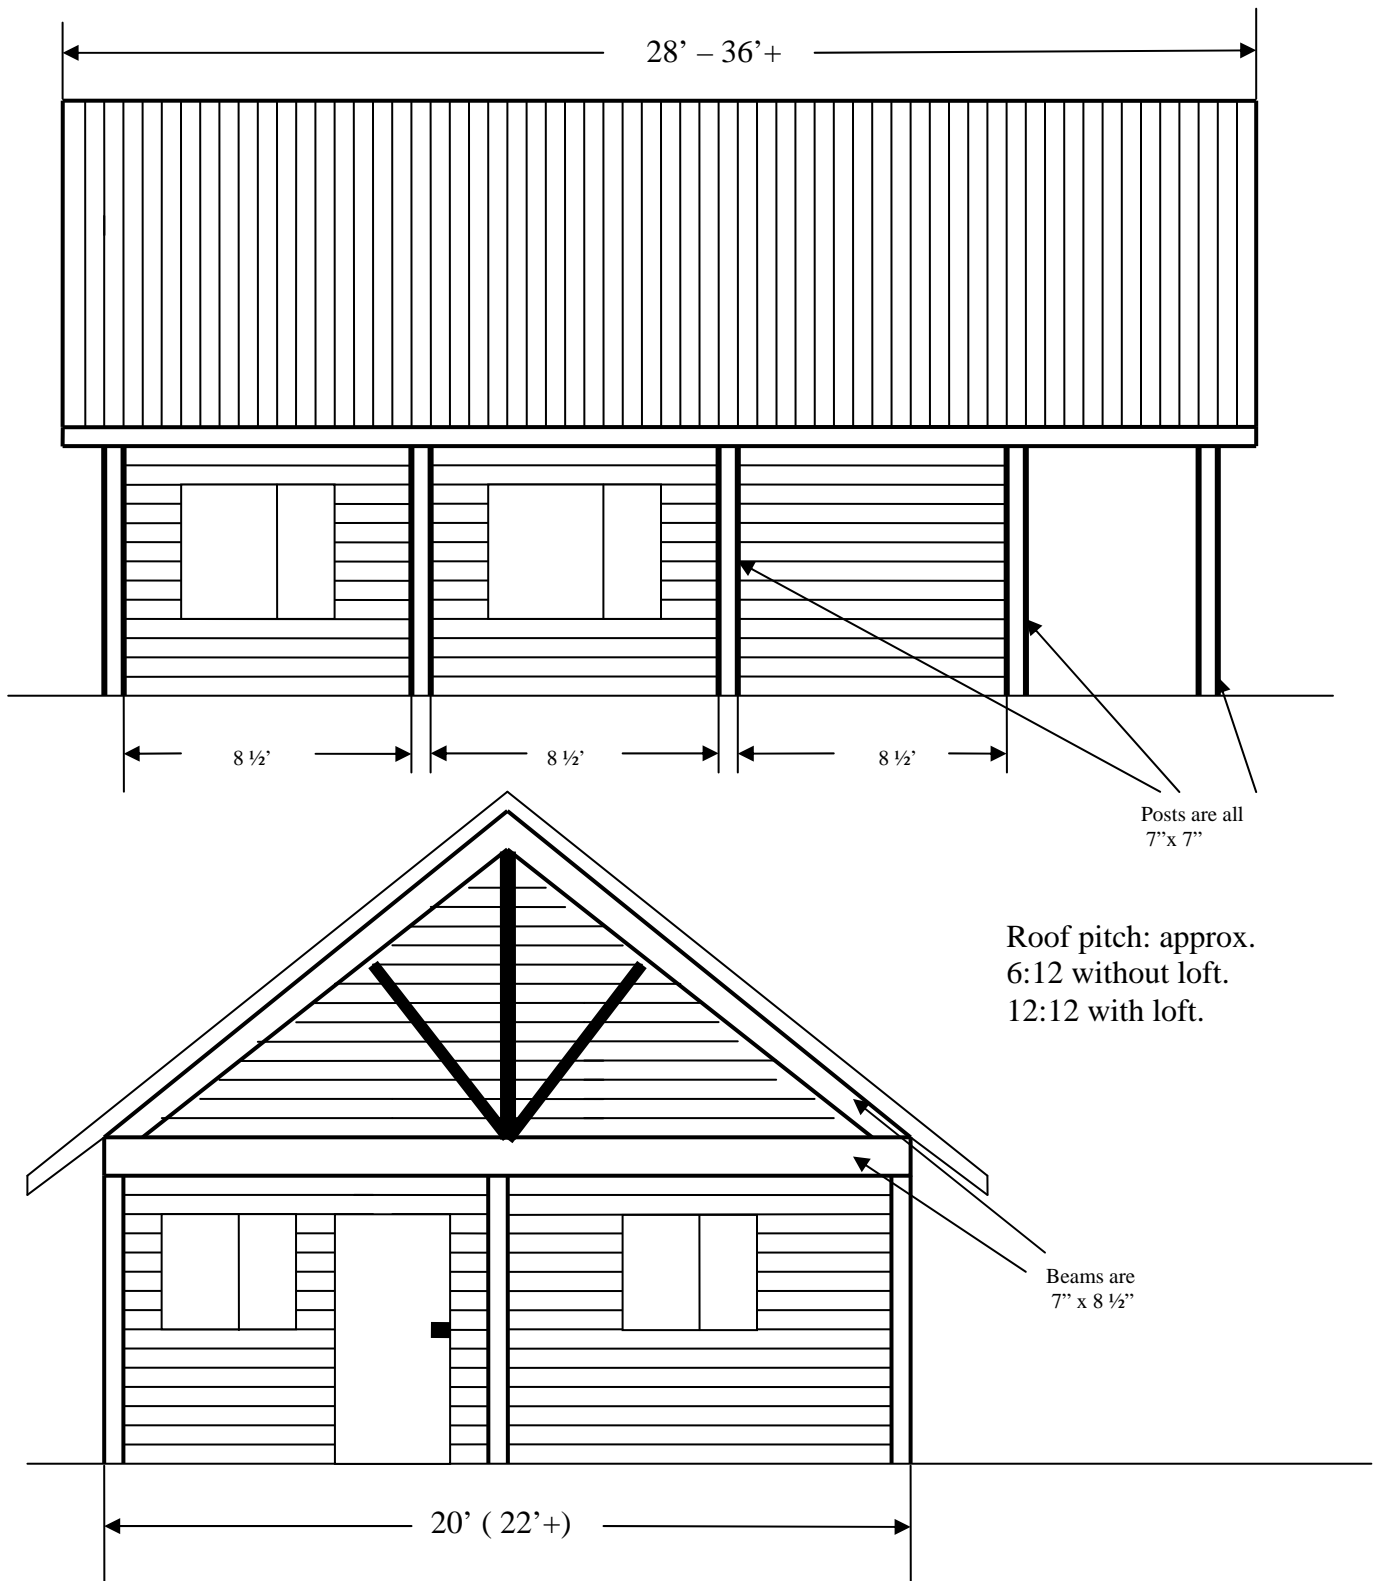 28’ – 36’+
8 ½’ 8 ½’ 8 ½’
Posts are all
7”x 7”
Roof pitch: approx.
6:12 without loft.
12:12 with loft.
Beams are
7” x 8 ½”
20’ ( 22’+)